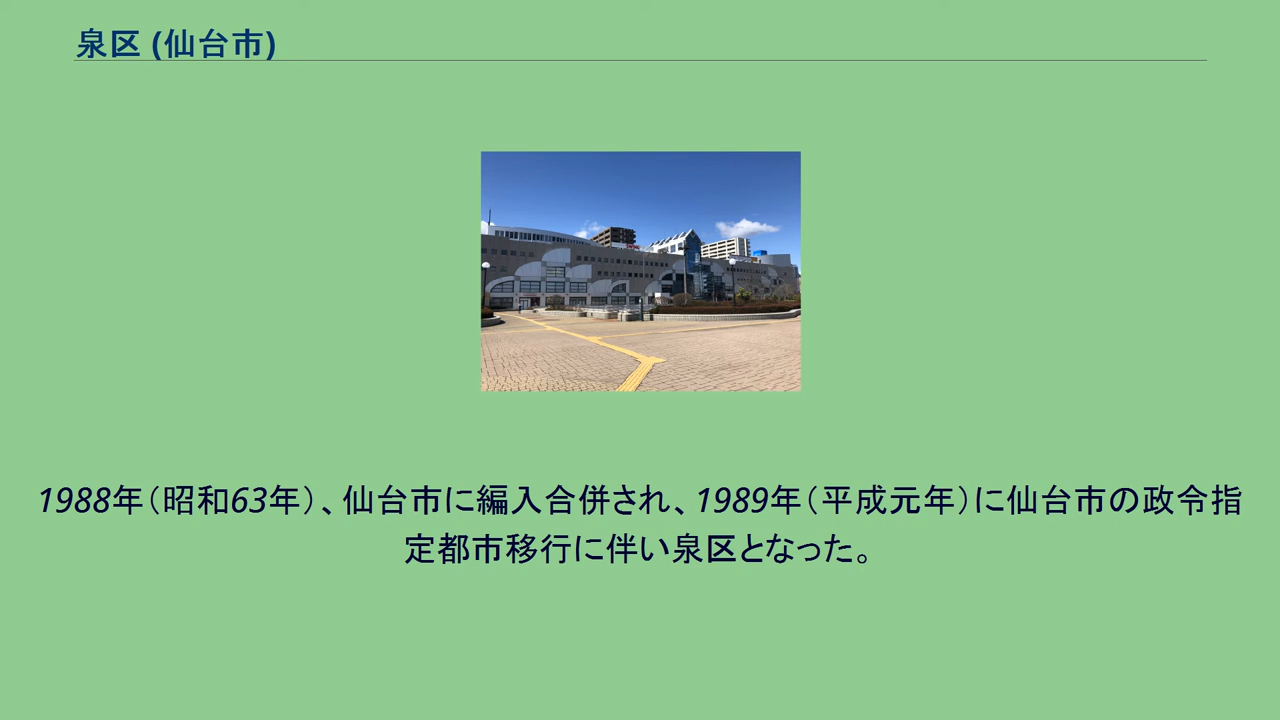 泉区 (仙台市)
1988年（昭和63年）、仙台市に編入合併され、1989年（平成元年）に仙台市の政令指
定都市移行に伴い泉区となった。